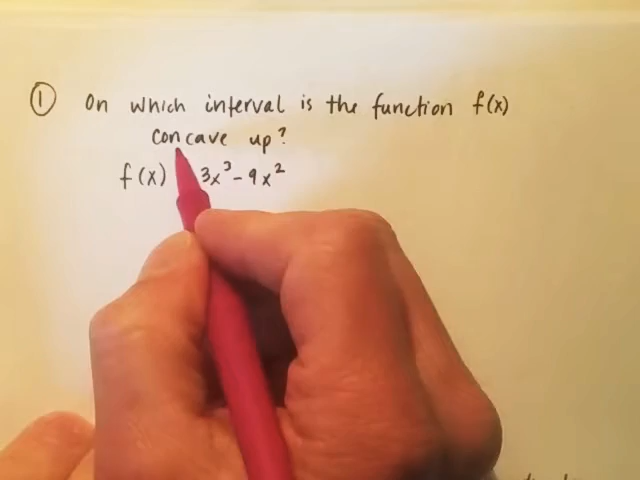 ① On which interval is the function f(x)
concave up?
f(x) 3x³-9x²